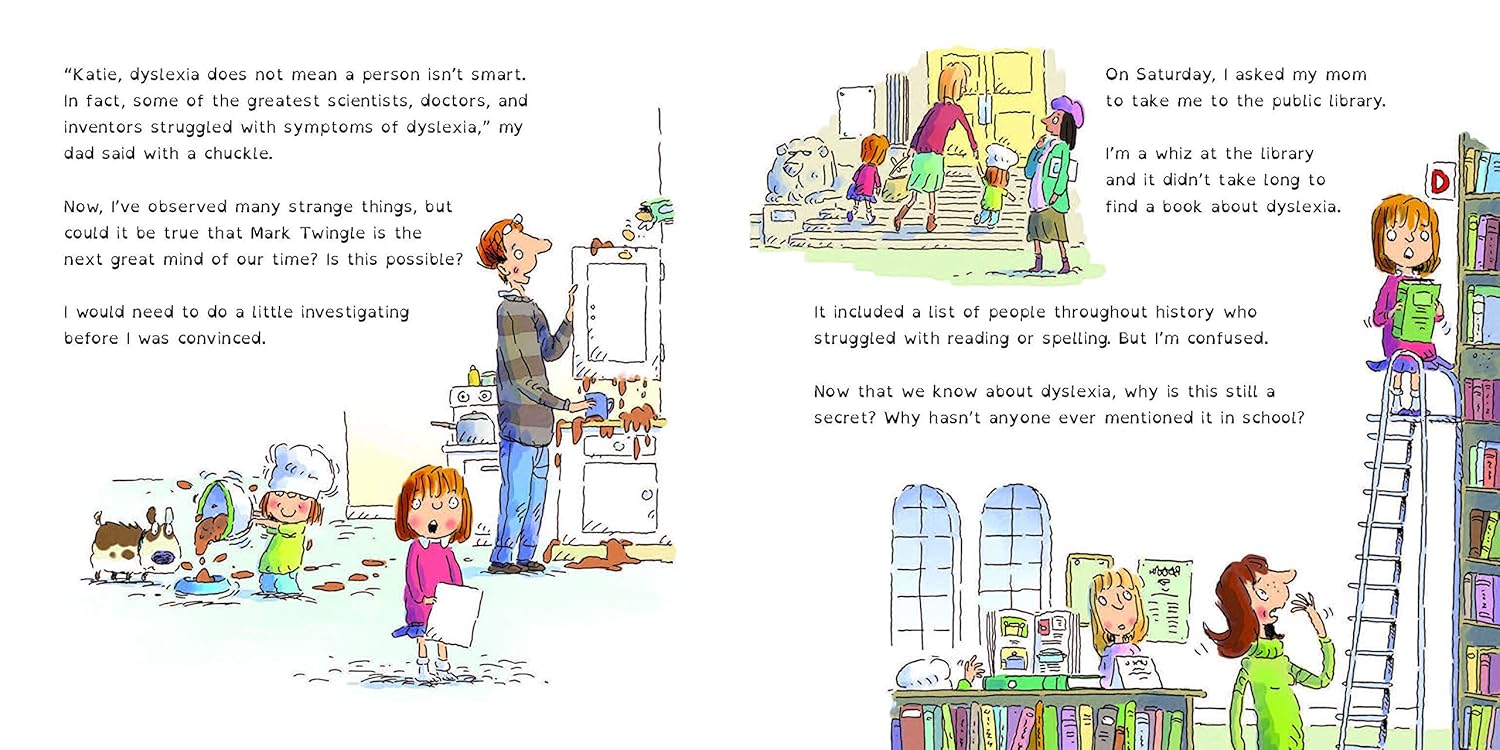 “Katie, dyslexia does not mean a person isn’t smart.
In fact, some of the greatest scientists, doctors, and
inventors struggled with symptoms of dyslexia,” my
dad said with a chuckle.
Now, I’ve observed many strange things, but
could it be true that Mark Twingle is the
next great mind of our time? Is this possible?
I would need to do a little investigating
before I was convinced.
On Saturday, I asked my mom
to take me to the public library.
I’m a whiz at the library
and it didn’t take long to
find a book about dyslexia.
D
It included a list of people throughout history who
struggled with reading or spelling. But I’m confused.
Now that we know about dyslexia, why is this still a
secret? Why hasn’t anyone ever mentioned it in school?